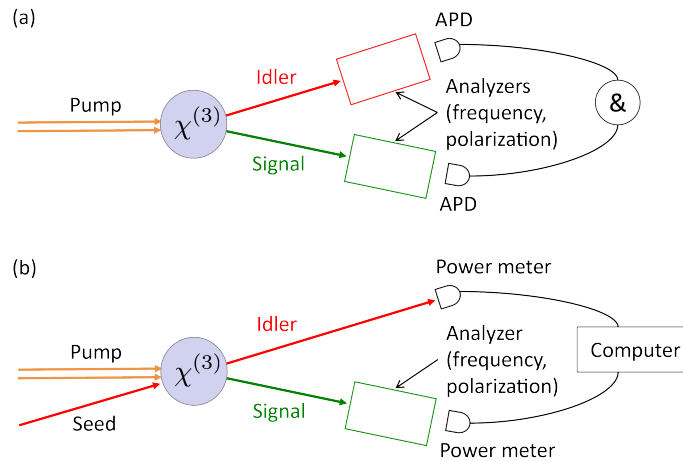 (a)
APD
Idler
Pump
χ(3)
Analyzers
(frequency,
polarization)
&
Signal
APD
(b)
Power meter
Idler
Pump
χ(3)
Analyzer
(frequency,
polarization)
Computer
Seed
Signal
Power meter